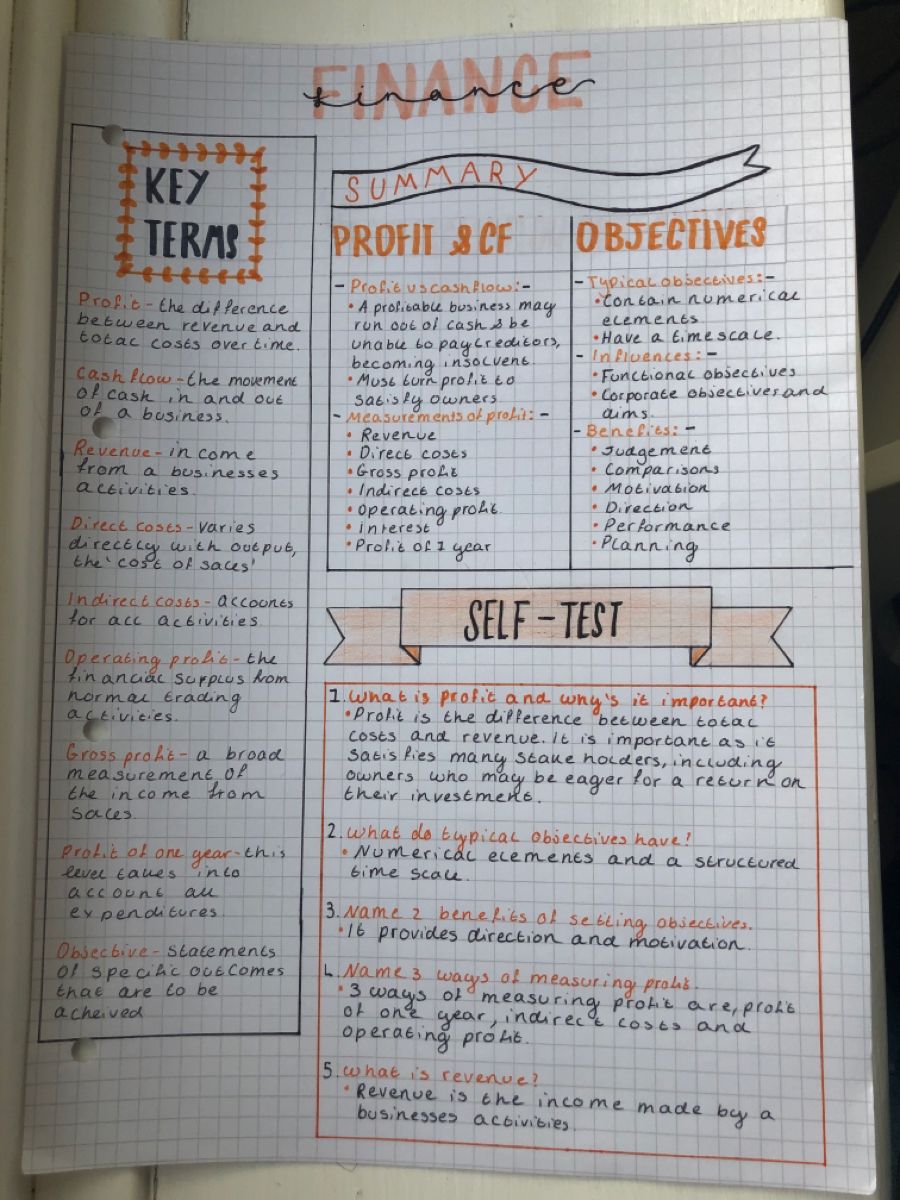 FINANCE
finance
KEY
TERMS
Profit - the difference
between revenue and
total costs over time.
Cash flow - the movement
of cash in and out
of a business.
Revenue - income
from a businesses
activities.
Direct costs - varies
directly with output,
the 'cost of sales'
Indirect costs - accounts
for all activities
Operating profit - the
financial surplus from
normal trading
activities.
Gross profit - a broad
measurement of
the income from
sales.
Profit of one year - this
level takes into
account all
expenditures.
Objective - statements
of specific outcomes
that are to be
acheived
SUMMARY
PROFIT & CF
- Profit vs cashflow: -
• A profitable business may
run out of cash & be
unable to pay creditors,
becoming insolvent.
• Must turn profit to
satisfy owners
- Measurements of profit: -
• Revenue
• Direct costs
• Gross profit
• Indirect costs
• Operating profit
• interest
• Profit of 1 year
OBJECTIVES
- Typical objectives: -
• Contain numerical
elements
• Have a timescale.
- Influences: -
• Functional objectives
• Corporate objectives and
aims.
- Benefits: -
• Judgement
• Comparisons
• Motivation
• Direction
• Performance
• Planning
SELF-TEST
1. What is profit and why's it important?
• Profit is the difference between total
costs and revenue. It is important as it
satisfies many stake holders, including
owners who may be eager for a return on
their investment.
2. What do typical objectives have?
• Numerical elements and a structured
time scale.
3. Name 2 benefits of setting objectives.
• It provides direction and motivation.
4. Name 3 ways of measuring profit.
• 3 ways of measuring profit are, profit
of one year, indirect costs and
operating profit.
5. What is revenue?
• Revenue is the income made by a
businesses activities.